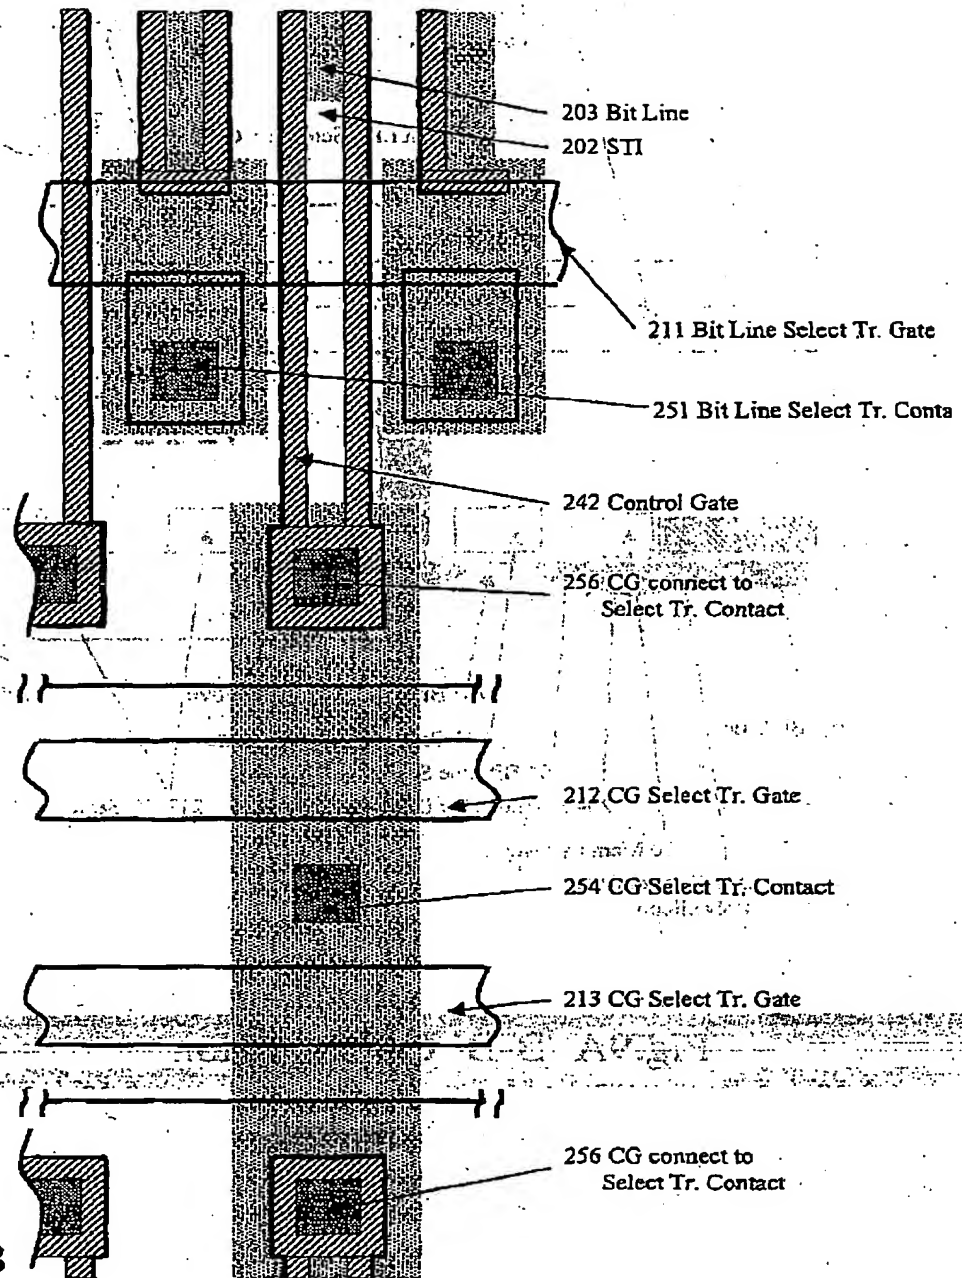 203 Bit Line
202 STI
211 Bit Line Select Tr. Gate
251 Bit Line Select Tr. Conta
242 Control Gate
256 CG connect to
Select Tr. Contact
212 CG Select Tr. Gate
254 CG Select Tr. Contact
213 CG Select Tr. Gate
256 CG connect to
Select Tr. Contact